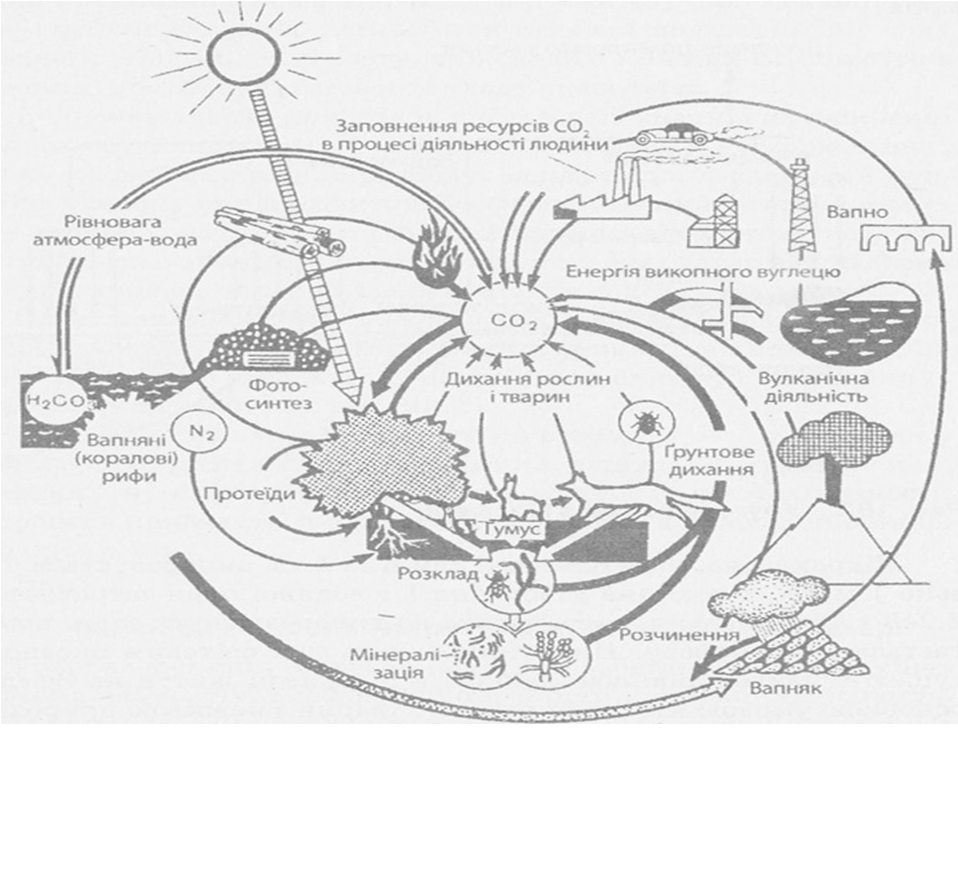 Заповнення ресурсів CO2
в процесі діяльності людини
Рівновага
атмосфера-вода
Вапно
Енергія викопного вуглецю
CO2
Дихання рослин
і тварин
Вулканічна
діяльність
Фото-
синтез
H2CO
N2
Вапняні
(коралові)
рифи
Ґрунтове
дихання
Протеїди
Тумус
Розклад
Розчинення
Мінералі-
зація
Вапняк